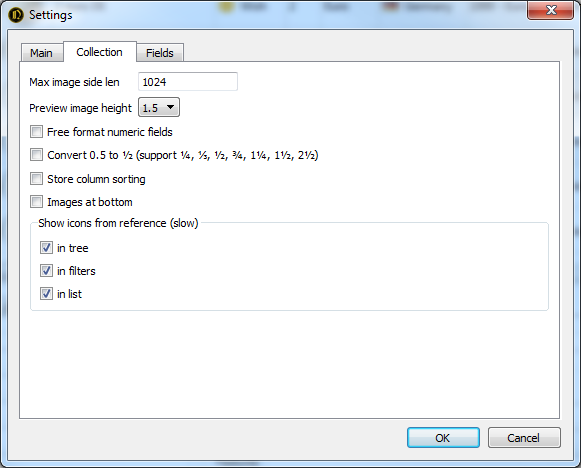 Settings
Main Collection Fields
Max image side len 1024
Preview image height 1.5
Free format numeric fields
Convert 0.5 to ½ (support ¼, ⅓, ½, ¾, 1¼, 1½, 2½)
Store column sorting
Images at bottom
Show icons from reference (slow)
in tree
in filters
in list
OK Cancel